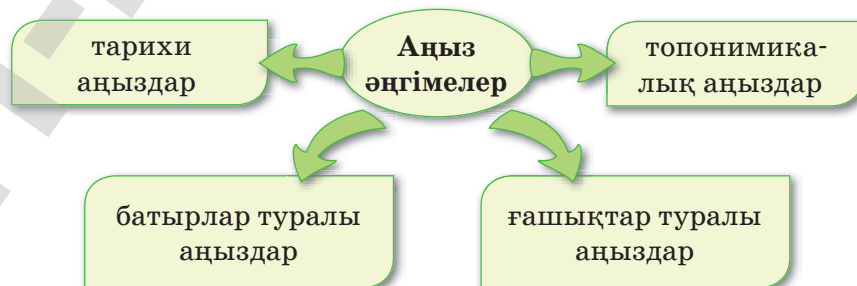 тарихи
аңыздар
Аңыз
әңгімелер
топонимика-
лық аңыздар
батырлар туралы
аңыздар
ғашықтар туралы
аңыздар